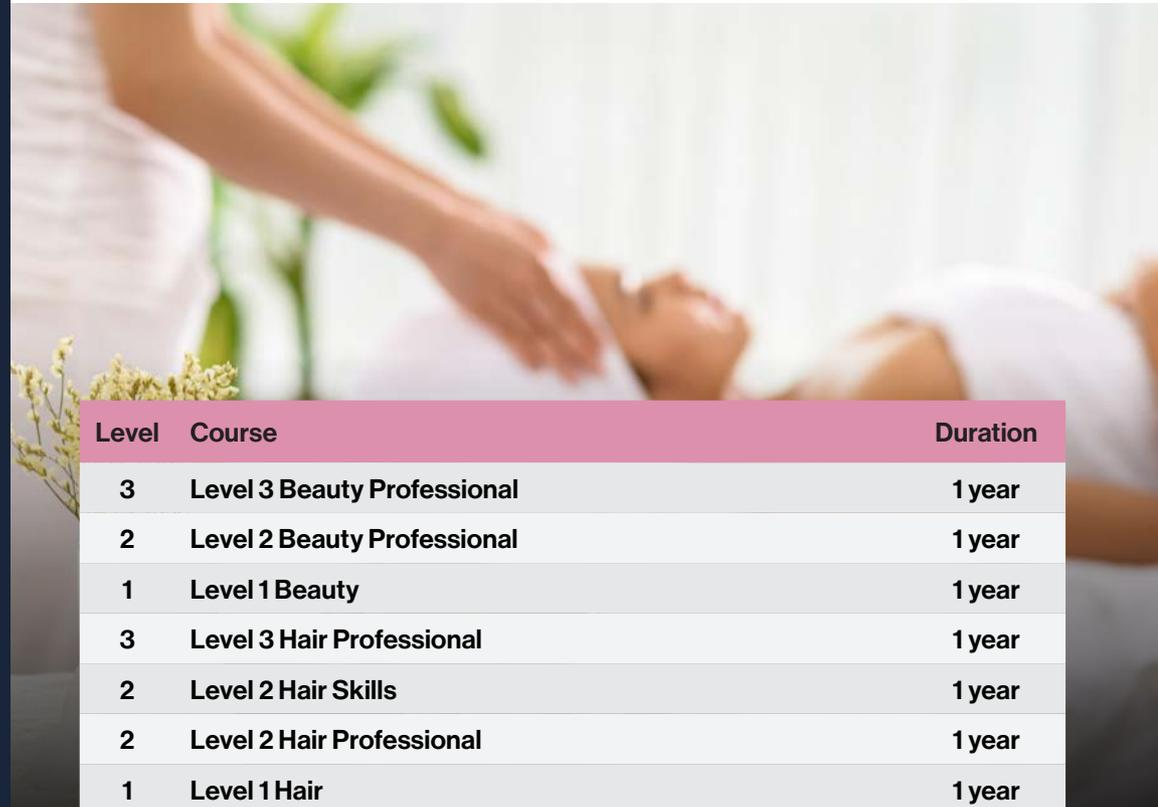 Level Course Duration
3 Level 3 Beauty Professional 1 year
2 Level 2 Beauty Professional 1 year
1 Level 1 Beauty 1 year
3 Level 3 Hair Professional 1 year
2 Level 2 Hair Skills 1 year
2 Level 2 Hair Professional 1 year
1 Level 1 Hair 1 year